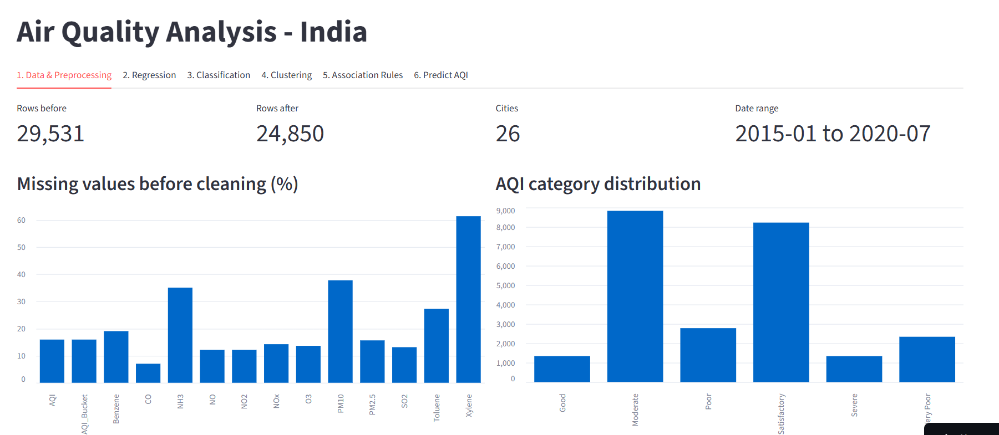 Air Quality Analysis - India
1. Data & Preprocessing 2. Regression 3. Classification 4. Clustering 5. Association Rules 6. Predict AQI
Rows before
29,531
Rows after
24,850
Cities
26
Date range
2015-01 to 2020-07
Missing values before cleaning (%)
60
50
40
30
20
10
0
AQI
AQI_Bucket
Benzene
CO
NH3
NO
NO2
NOx
O3
PM10
PM2.5
SO2
Toluene
Xylene
AQI category distribution
9,000
8,000
7,000
6,000
5,000
4,000
3,000
2,000
1,000
0
Good
Moderate
Poor
Satisfactory
Severe
Poor